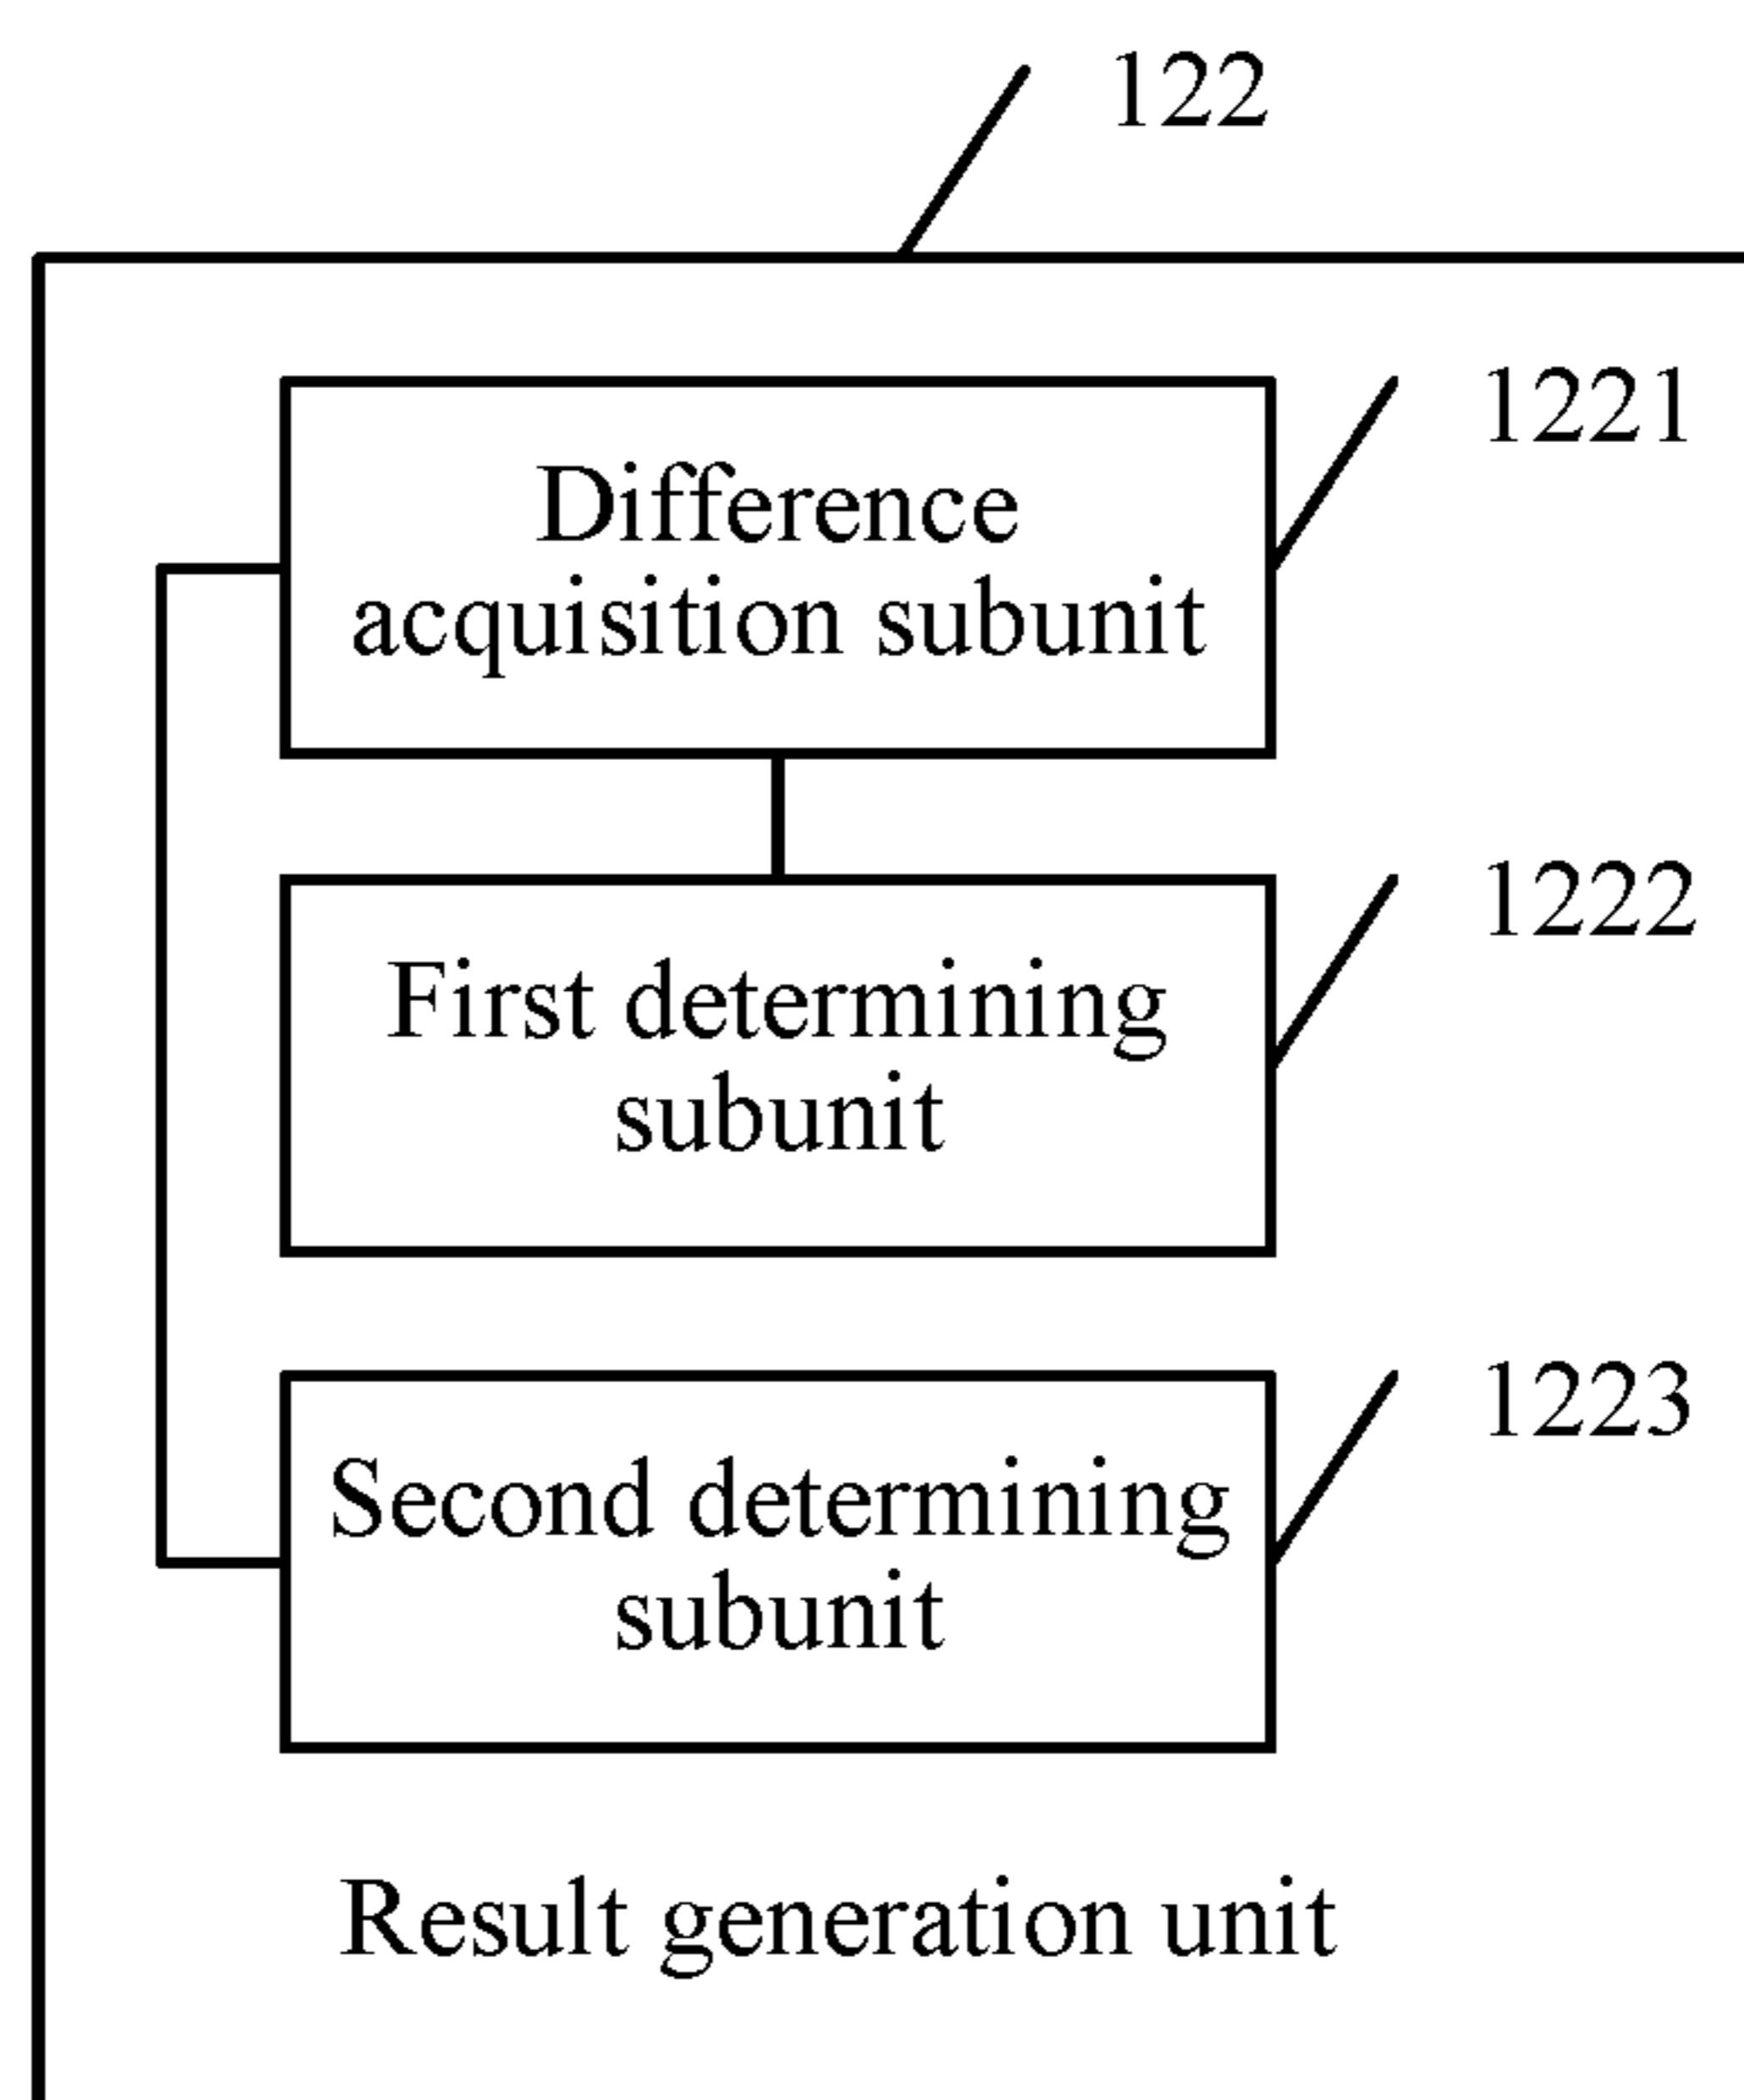 122
1221
Difference
acquisition subunit
1222
First determining
subunit
1223
Second determining
subunit
Result generation unit